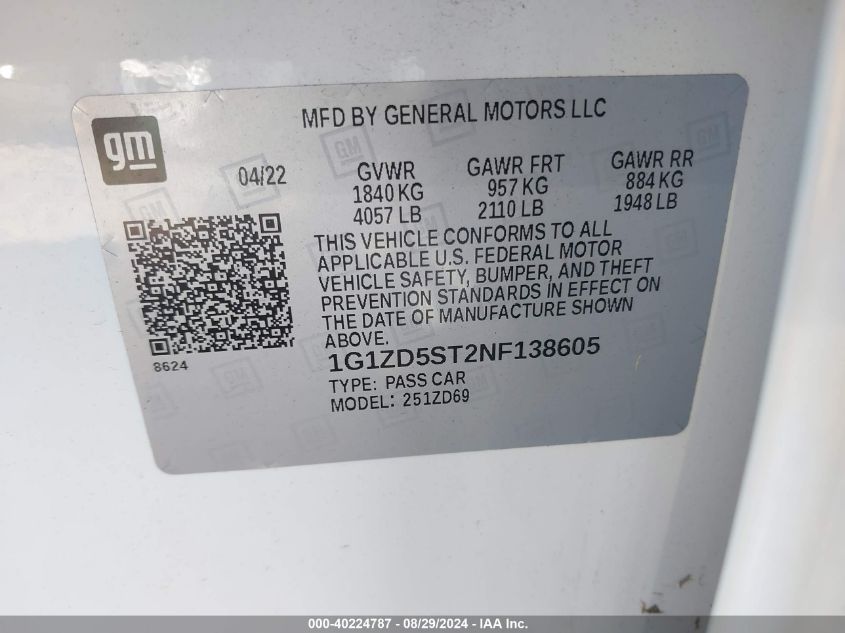 MFD BY GENERAL MOTORS LLC
gm
04/22
GVWR GAWR FRT GAWR RR
1840 KG 957 KG 884 KG
4057 LB 2110 LB 1948 LB
THIS VEHICLE CONFORMS TO ALL
APPLICABLE U.S. FEDERAL MOTOR
VEHICLE SAFETY, BUMPER, AND THEFT
PREVENTION STANDARDS IN EFFECT ON
THE DATE OF MANUFACTURE SHOWN
ABOVE.
8624
1G1ZD5ST2NF138605
TYPE: PASS CAR
MODEL: 251ZD69
000-40224787 - 08/29/2024 - IAA Inc.